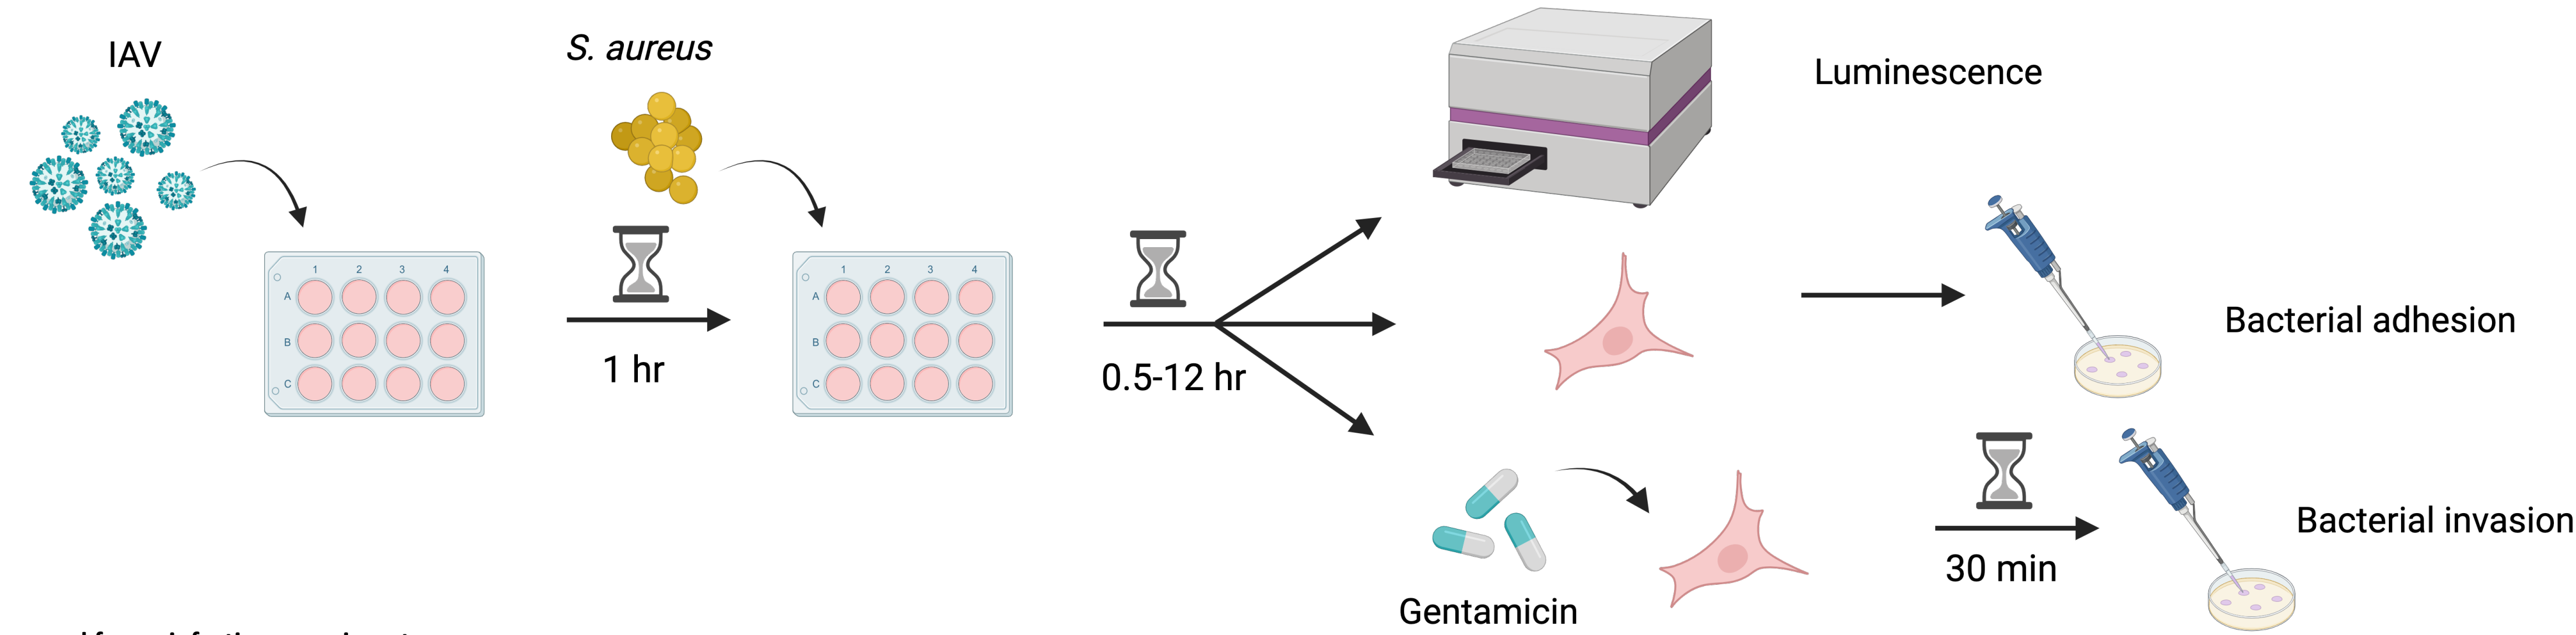 IAV
S. aureus
Luminescence
1 2 3 4
A
B
C
1 hr
1 2 3 4
A
B
C
0.5-12 hr
Bacterial adhesion
Gentamicin
30 min
Bacterial invasion